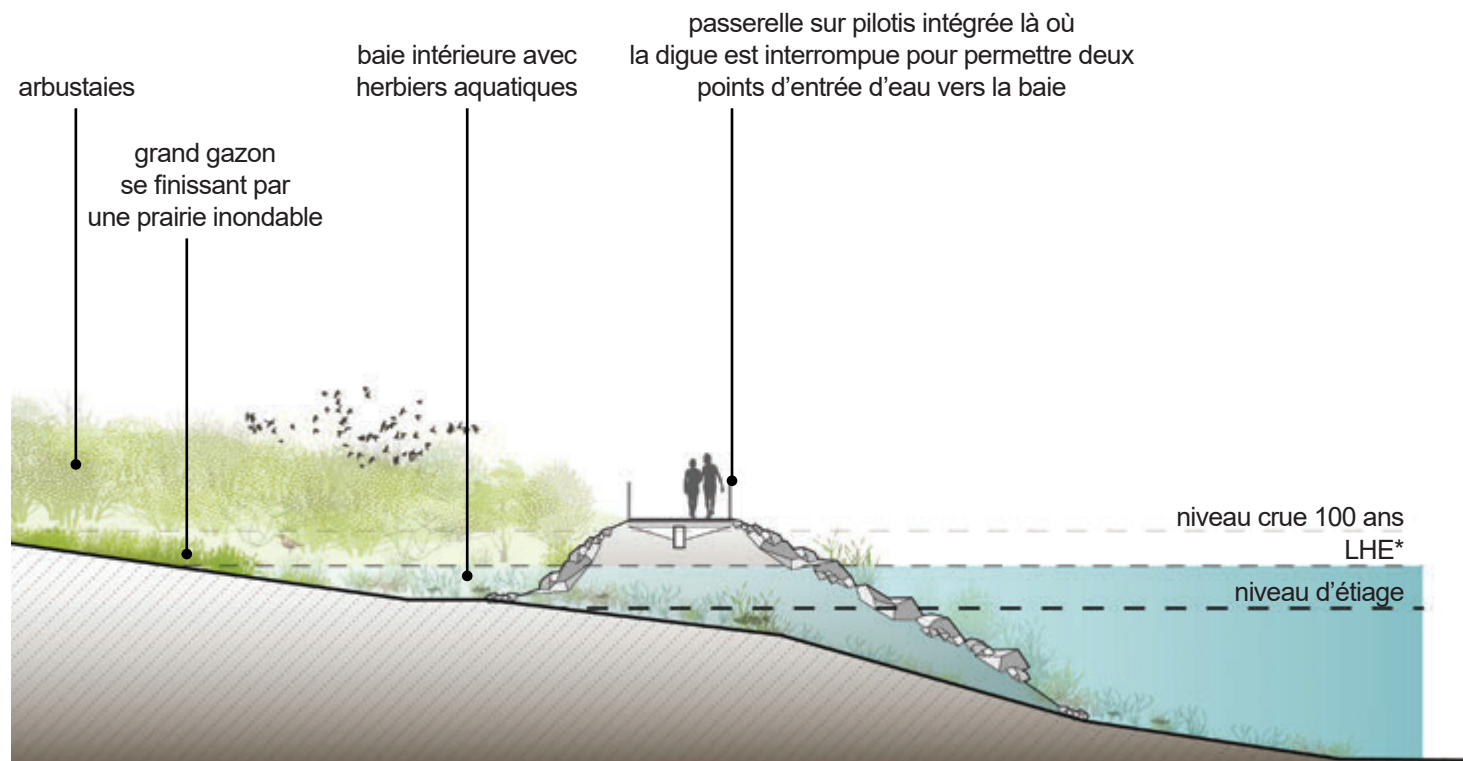 passerelle sur pilotis intégrée là où
la digue est interrompue pour permettre deux
points d'entrée d'eau vers la baie
baie intérieure avec
herbiers aquatiques
arbustaies
grand gazon
se finissant par
une prairie inondable
niveau crue 100 ans
LHE*
niveau d'étiage